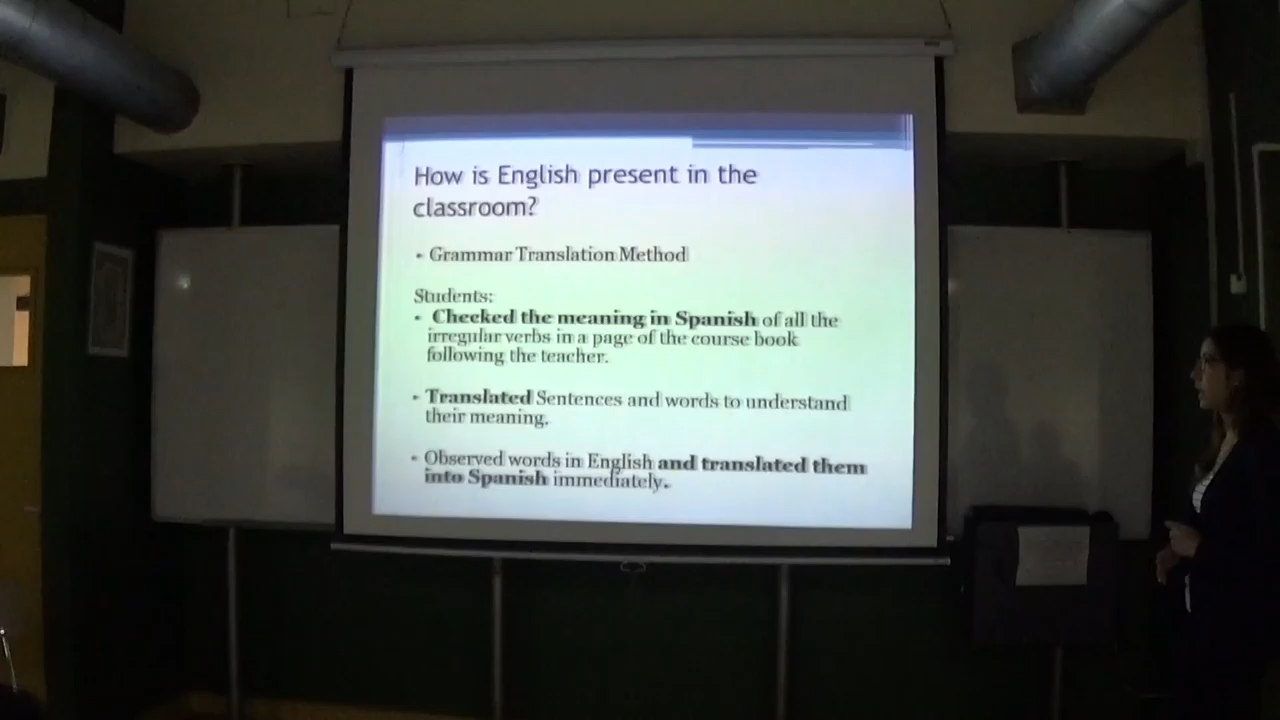 How is English present in the
classroom?
- Grammar Translation Method
Students:
- Checked the meaning in Spanish of all the
irregular verbs in a page of the course book
following the teacher.
- Translated Sentences and words to understand
their meaning.
- Observed words in English and translated them
into Spanish immediately.